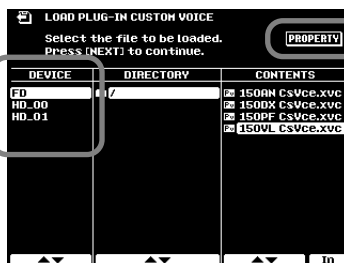 LOAD PLUG-IN CUSTOM VOICE
Select the file to be loaded.
Press [NEXT] to continue.
PROPERTY
DEVICE DIRECTORY CONTENTS
FD / 150AN CsVce.xvc
HD_00 150DX CsVce.xvc
HD_01 150PF CsVce.xvc
150VL CsVce.xvc
In